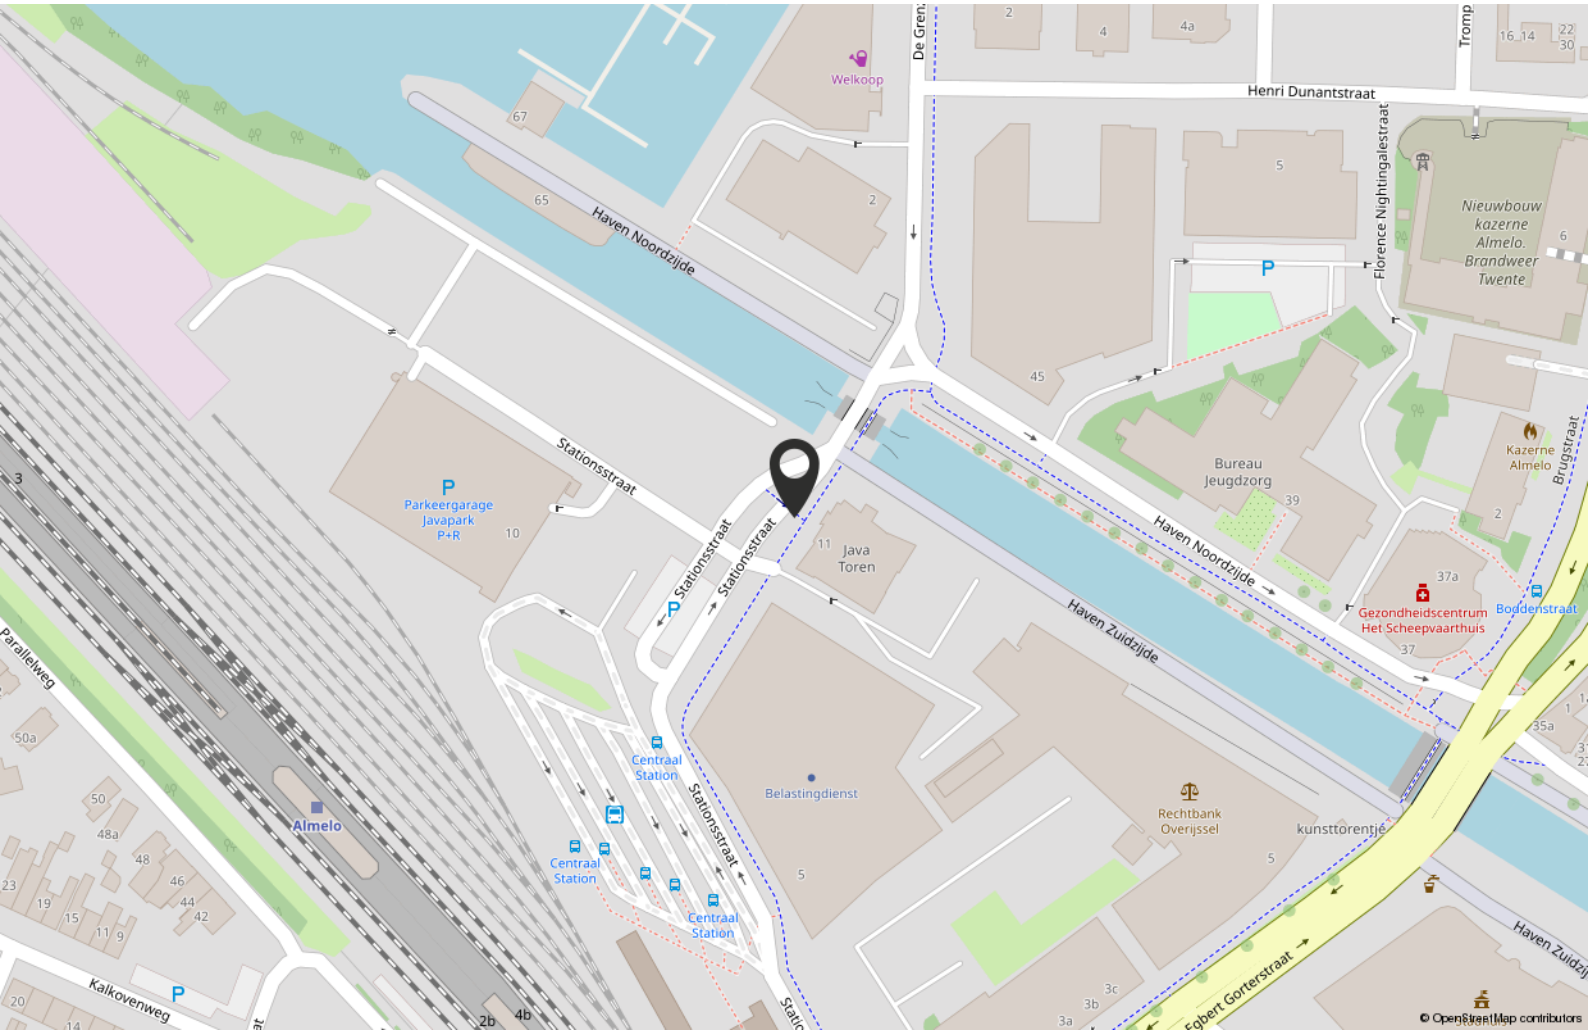 2
4
4a
16
14
22
30
De Grenz
Tromp
Welkoop
Henri Dunantstraat
67
65
2
5
Florence Nightingalestraat
Nieuwbouw
kazerne
Almelo.
Brandweer
Twente
6
Haven Noordzijde
P
45
Stationsstraat
Kazerne
Almelo
Brugstraat
Bureau
Jeugdzorg
39
2
3
P
Parkeergarage
Javapark
P+R
10
11
Java
Toren
Stationsstraat
Stationsstraat
Haven Noordzijde
37a
Gezondheidscentrum
Het Scheepvaarthuis
37
Boddenstraat
P
Haven Zuidzijde
Parallelweg
50a
35a
1
Centraal
Station
Belastingdienst
Stationsstraat
Almelo
Rechtbank
Overijssel
kunsttorentje
5
50
48a
48
46
44
42
23
19
15
11
9
Centraal
Station
5
Centraal
Station
Haven Zuidzij
Kalkovenweg
P
20
14
2b
4b
at
Statio
3c
3b
3a
Egbert Gorterstraat
© OpenStreetMap contributors